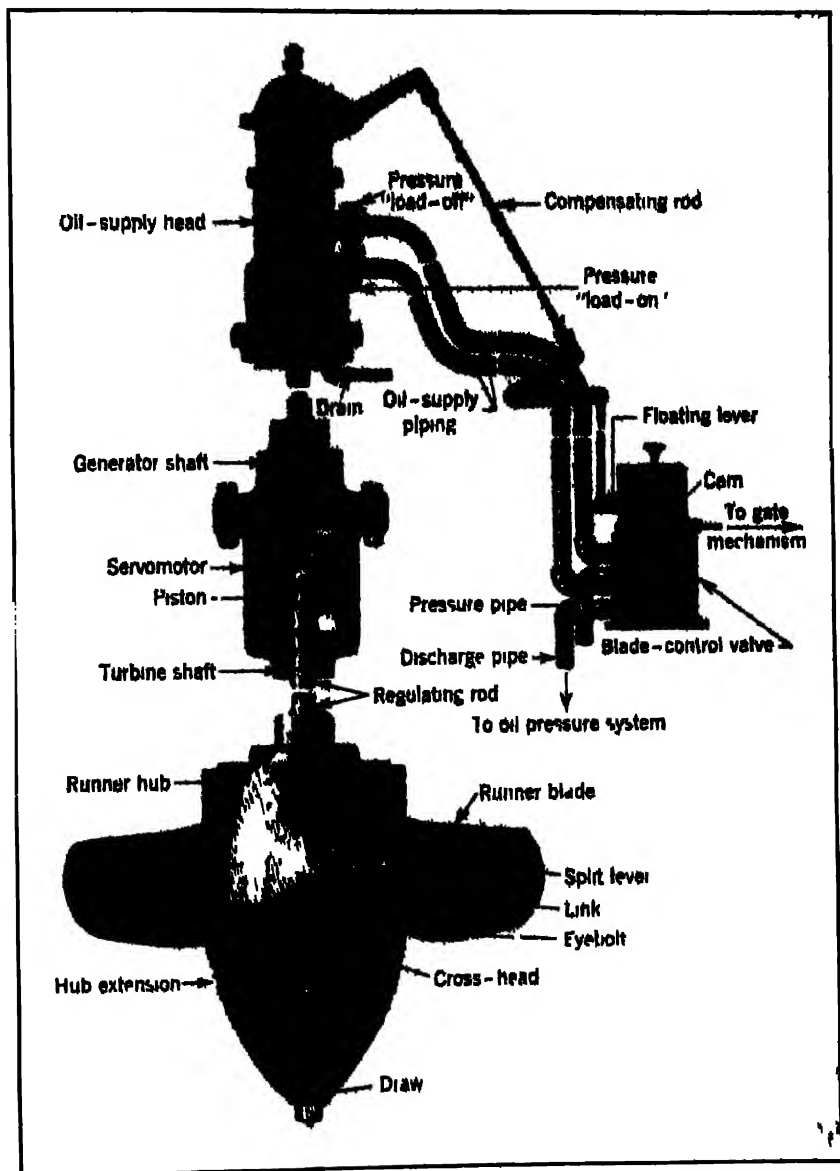 Pressure
"load-off"
Compensating rod
Oil-supply head
Pressure
"load-on"
Drain
Oil-supply
piping
Floating lever
Generator shaft
Cam
To gate
mechanism
Servomotor
Piston
Pressure pipe
Blade-control valve
Discharge pipe
Turbine shaft
Regulating rod
To oil pressure system
Runner hub
Runner blade
Split lever
Link
Eyebolt
Hub extension
Cross-head
Draw